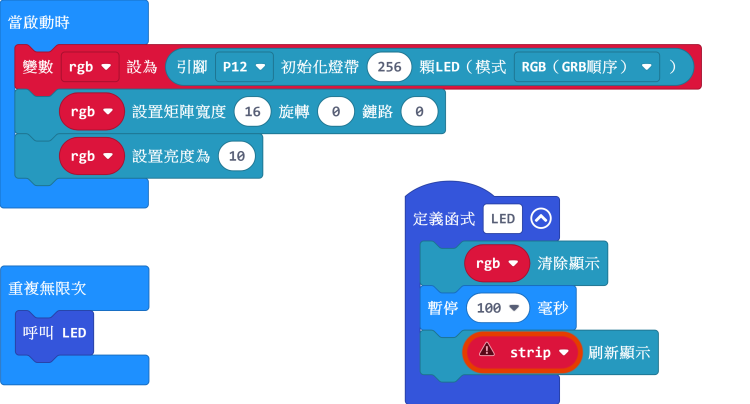 當啟動時
變數 rgb 設為 引腳 P12 初始化燈帶 256 顆LED（模式 RGB（GRB順序） ）
rgb 設置矩陣寬度 16 旋轉 0 鏈路 0
rgb 設置亮度為 10
定義函式 LED
rgb 清除顯示
暫停 100 毫秒
strip 刷新顯示
重複無限次
呼叫 LED